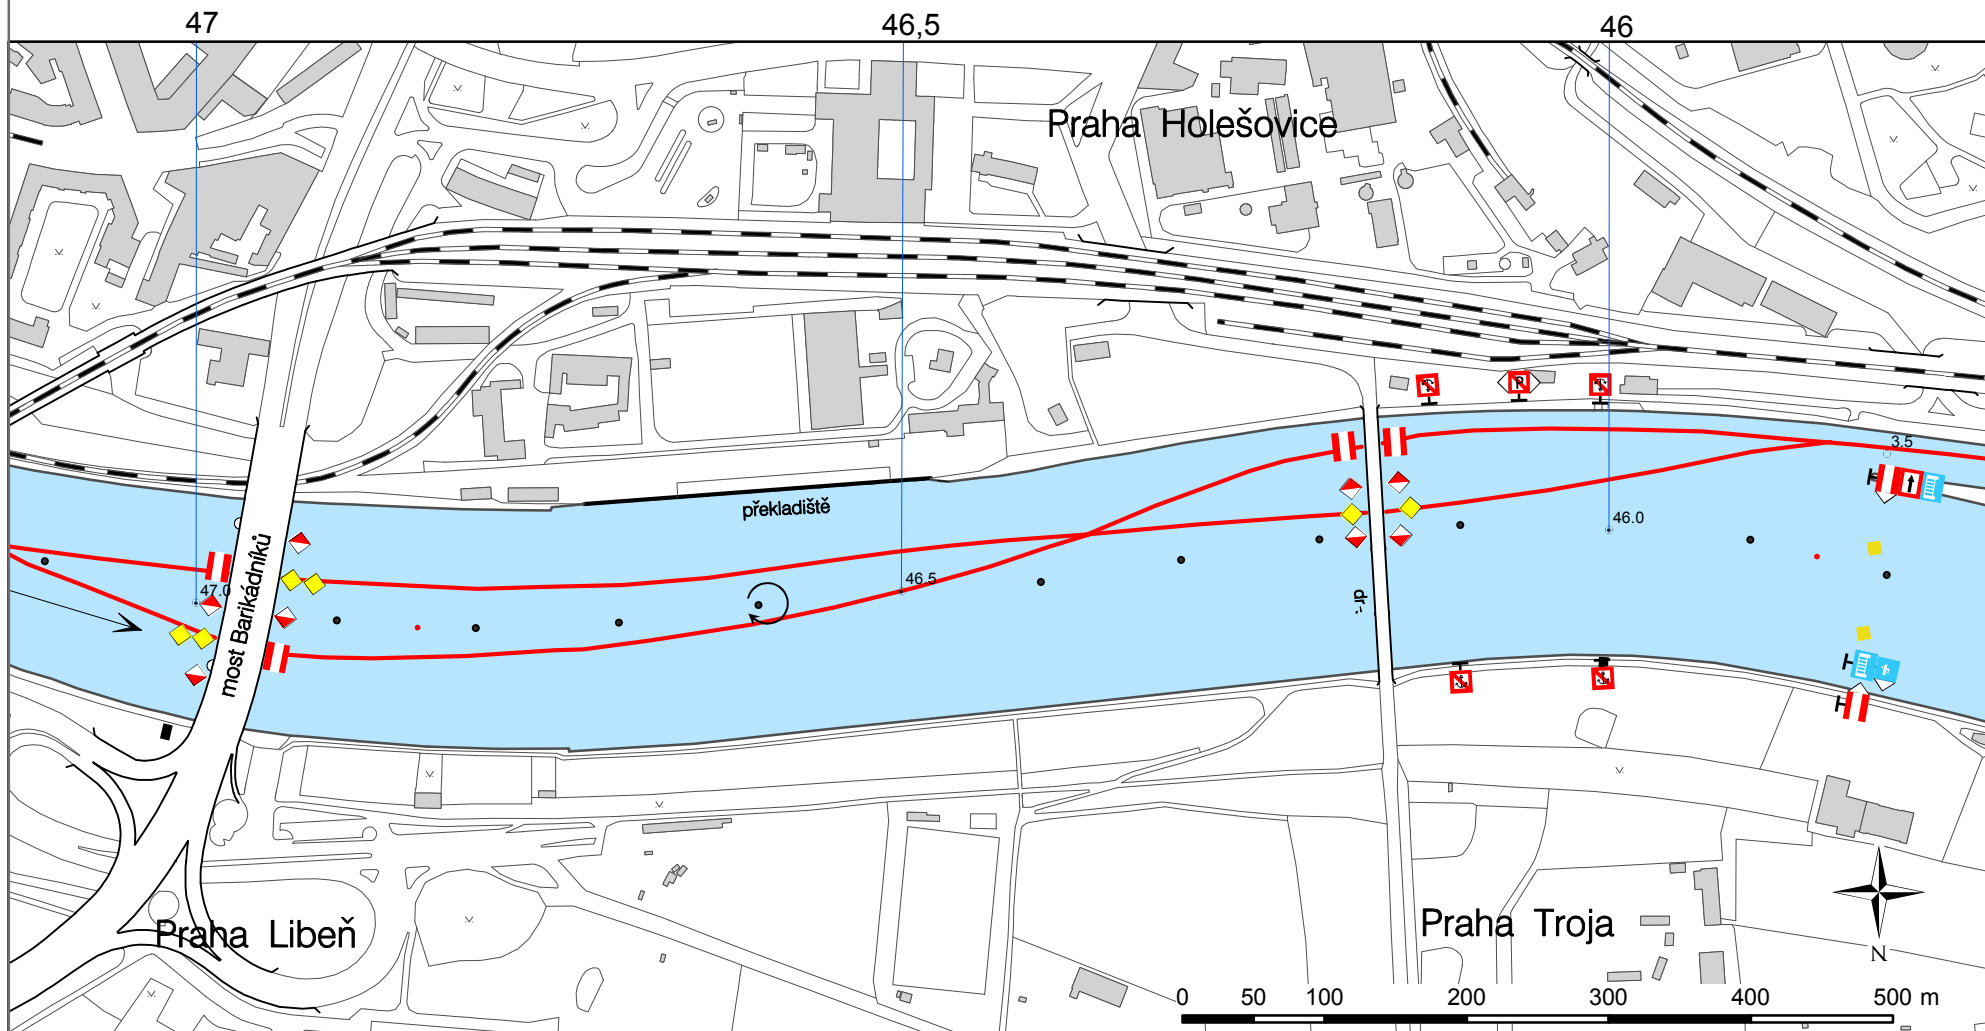 47
46,5
46
Praha Holešovice
P
3.5
překladiště
46.0
46.5
47.0
most Barikádníků
dr-.
Praha Libeň
Praha Troja
N
0 50 100 200 300 400 500 m